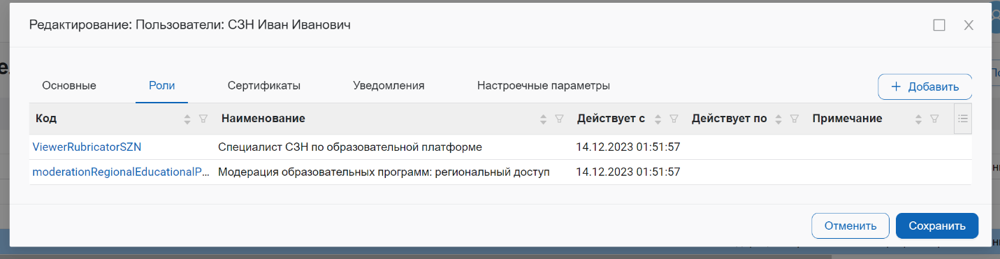 Редактирование: Пользователи: СЗН Иван Иванович
Основные Роли Сертификаты Уведомления Настроечные параметры + Добавить
Код Наименование Действует с Действует по Примечание
ViewerRubricatorSZN Специалист СЗН по образовательной платформе 14.12.2023 01:51:57
moderationRegionalEducationalP... Модерация образовательных программ: региональный доступ 14.12.2023 01:51:57
Отменить Сохранить